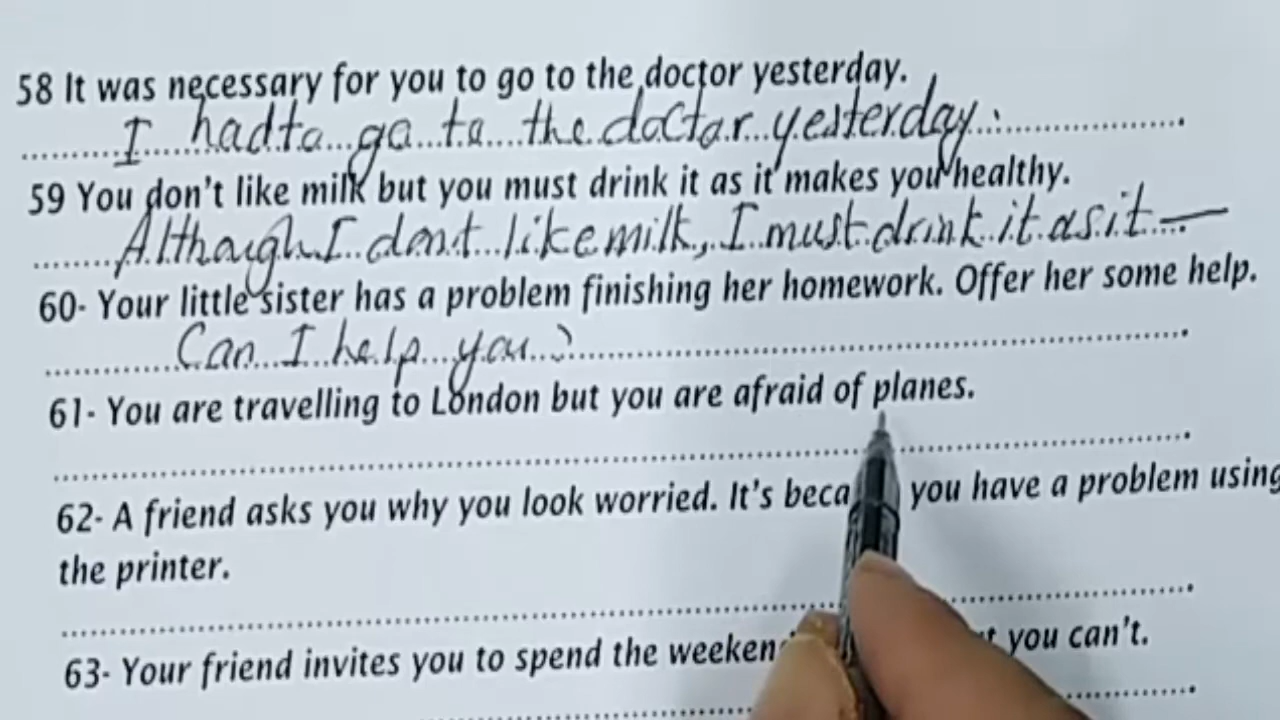 58 It was necessary for you to go to the doctor yesterday.
I had to go to the doctor yesterday.
59 You don't like milk but you must drink it as it makes you healthy.
Although I don't like milk, I must drink it as it —
60- Your little sister has a problem finishing her homework. Offer her some help.
Can I help you?
61- You are travelling to London but you are afraid of planes.
62- A friend asks you why you look worried. It's beca you have a problem using
the printer.
63- Your friend invites you to spend the weeken you can't.